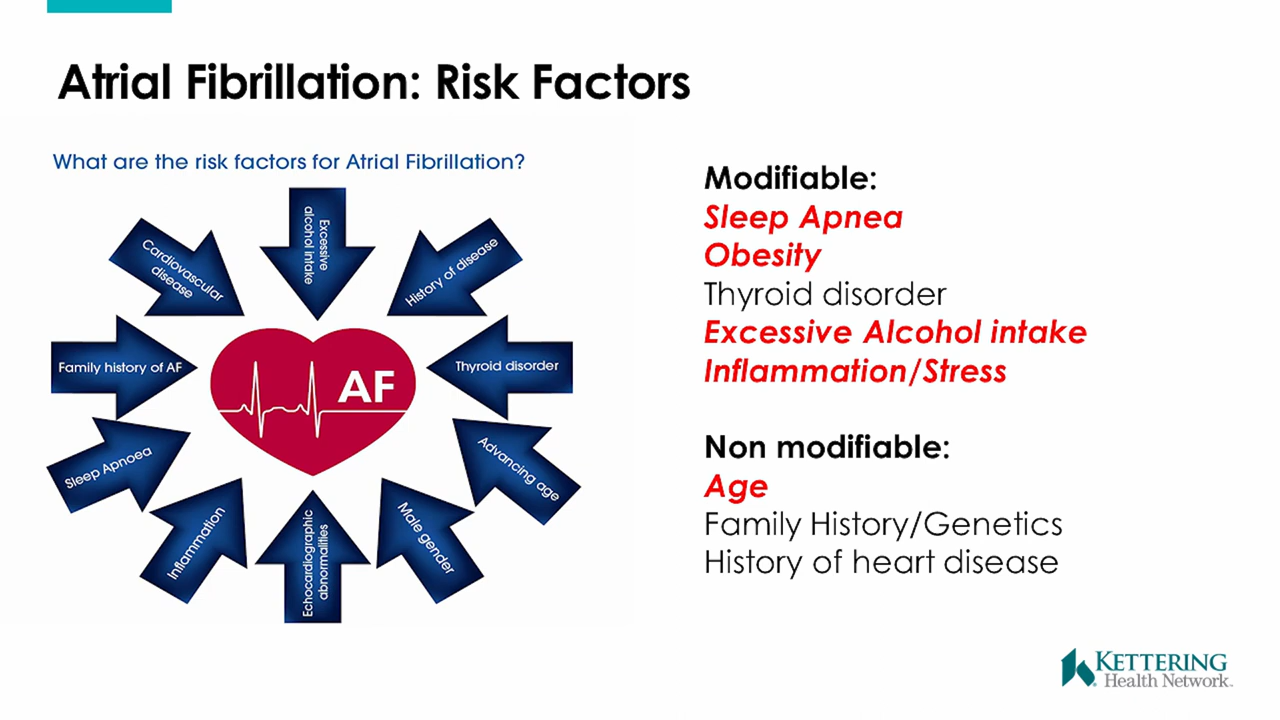 Atrial Fibrillation: Risk Factors
What are the risk factors for Atrial Fibrillation?
Excessive
alcohol intake
History of disease
Thyroid disorder
Advancing age
Male gender
Echocardiographic
abnormalities
Inflammation
Sleep Apnoea
Family history of AF
Cardiovascular
disease
AF
Modifiable:
Sleep Apnea
Obesity
Thyroid disorder
Excessive Alcohol intake
Inflammation/Stress
Non modifiable:
Age
Family History/Genetics
History of heart disease
KETTERING
Health Network